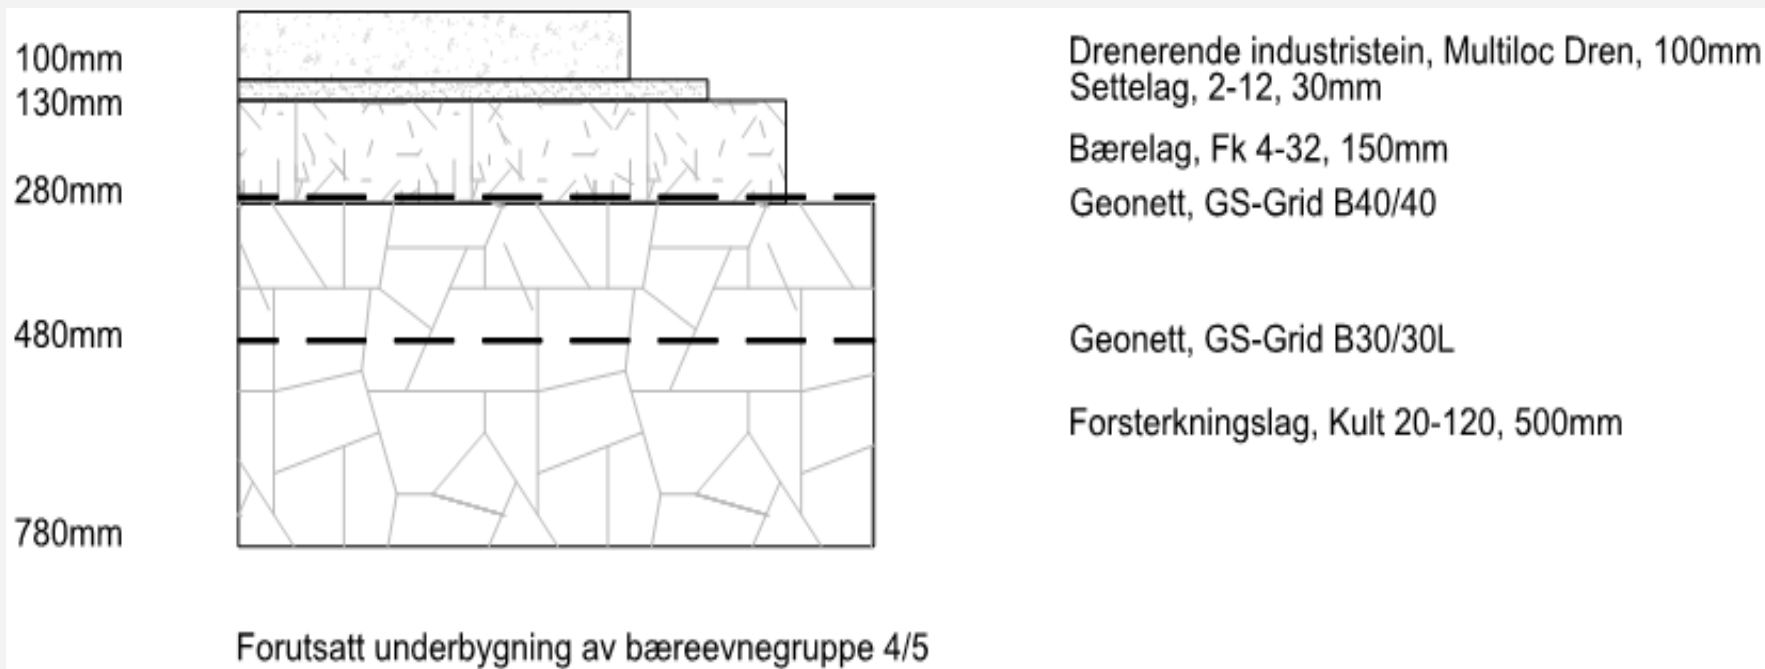 100mm
130mm
280mm
480mm
780mm
Drenerende industristein, Multiloc Dren, 100mm
Settelag, 2-12, 30mm
Bærelag, Fk 4-32, 150mm
Geonett, GS-Grid B40/40
Geonett, GS-Grid B30/30L
Forsterkningslag, Kult 20-120, 500mm
Forutsatt underbygning av bæreevnegruppe 4/5